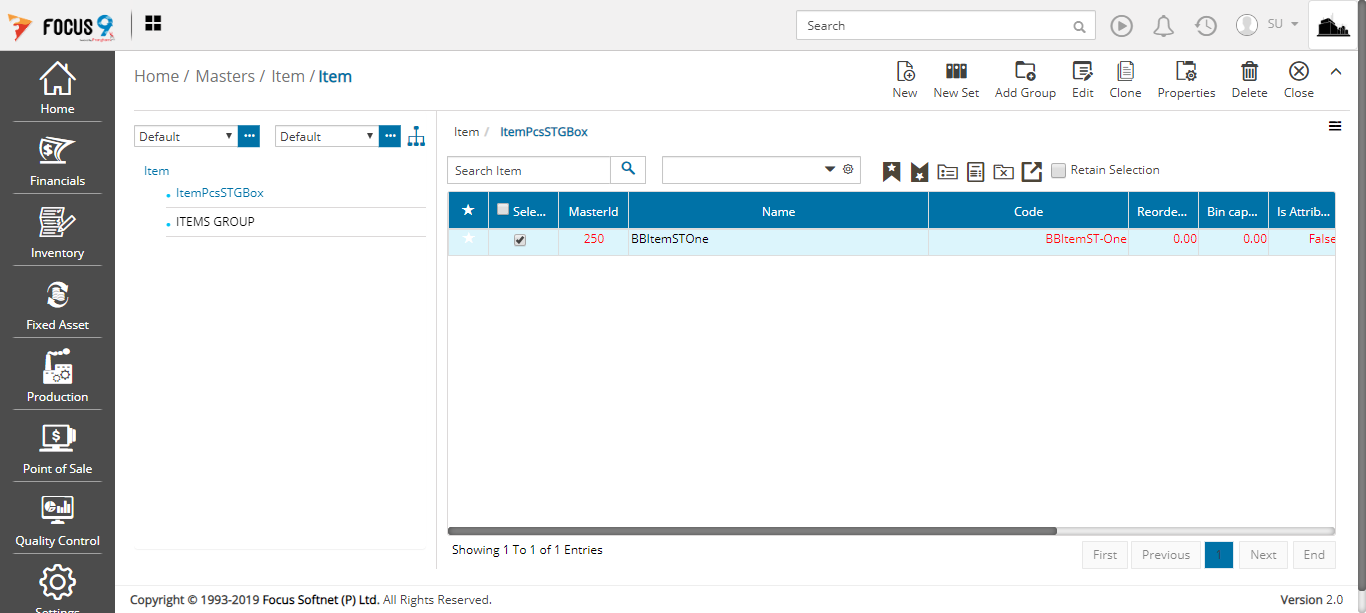 FOCUS 9
Search
SU
Home
Financials
Inventory
Fixed Asset
Production
Point of Sale
Quality Control
Settings
Home / Masters / Item / Item
New
New Set
Add Group
Edit
Clone
Properties
Delete
Close
Default
Default
Item
ItemPcsSTGBox
ITEMS GROUP
Item / ItemPcsSTGBox
Search Item
Retain Selection
Sele... MasterId Name Code Reorde... Bin cap... Is Attrib...
250 BBItemSTOne BBItemST-One 0.00 0.00 False
Showing 1 To 1 of 1 Entries
First Previous 1 Next End
Copyright © 1993-2019 Focus Softnet (P) Ltd. All Rights Reserved.
Version 2.0